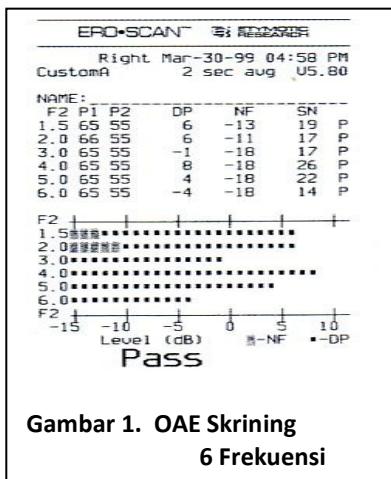 ERO•SCAN™ ETYMOTIC RESEARCH
Right Mar-30-99 04:58 PM
CustomA 2 sec avg V5.80
NAME:
F2 P1 P2 DP NF SN
1.5 65 55 6 -13 19 P
2.0 66 55 6 -11 17 P
3.0 65 55 -1 -18 17 P
4.0 65 55 8 -18 26 P
5.0 65 55 4 -18 22 P
6.0 65 55 -4 -18 14 P
F2
1.5
2.0
3.0
4.0
5.0
6.0
F2
-15 -10 -5 0 5 10
Level (dB) ▒-NF ▪-DP
Pass
Gambar 1. OAE Skrining
6 Frekuensi